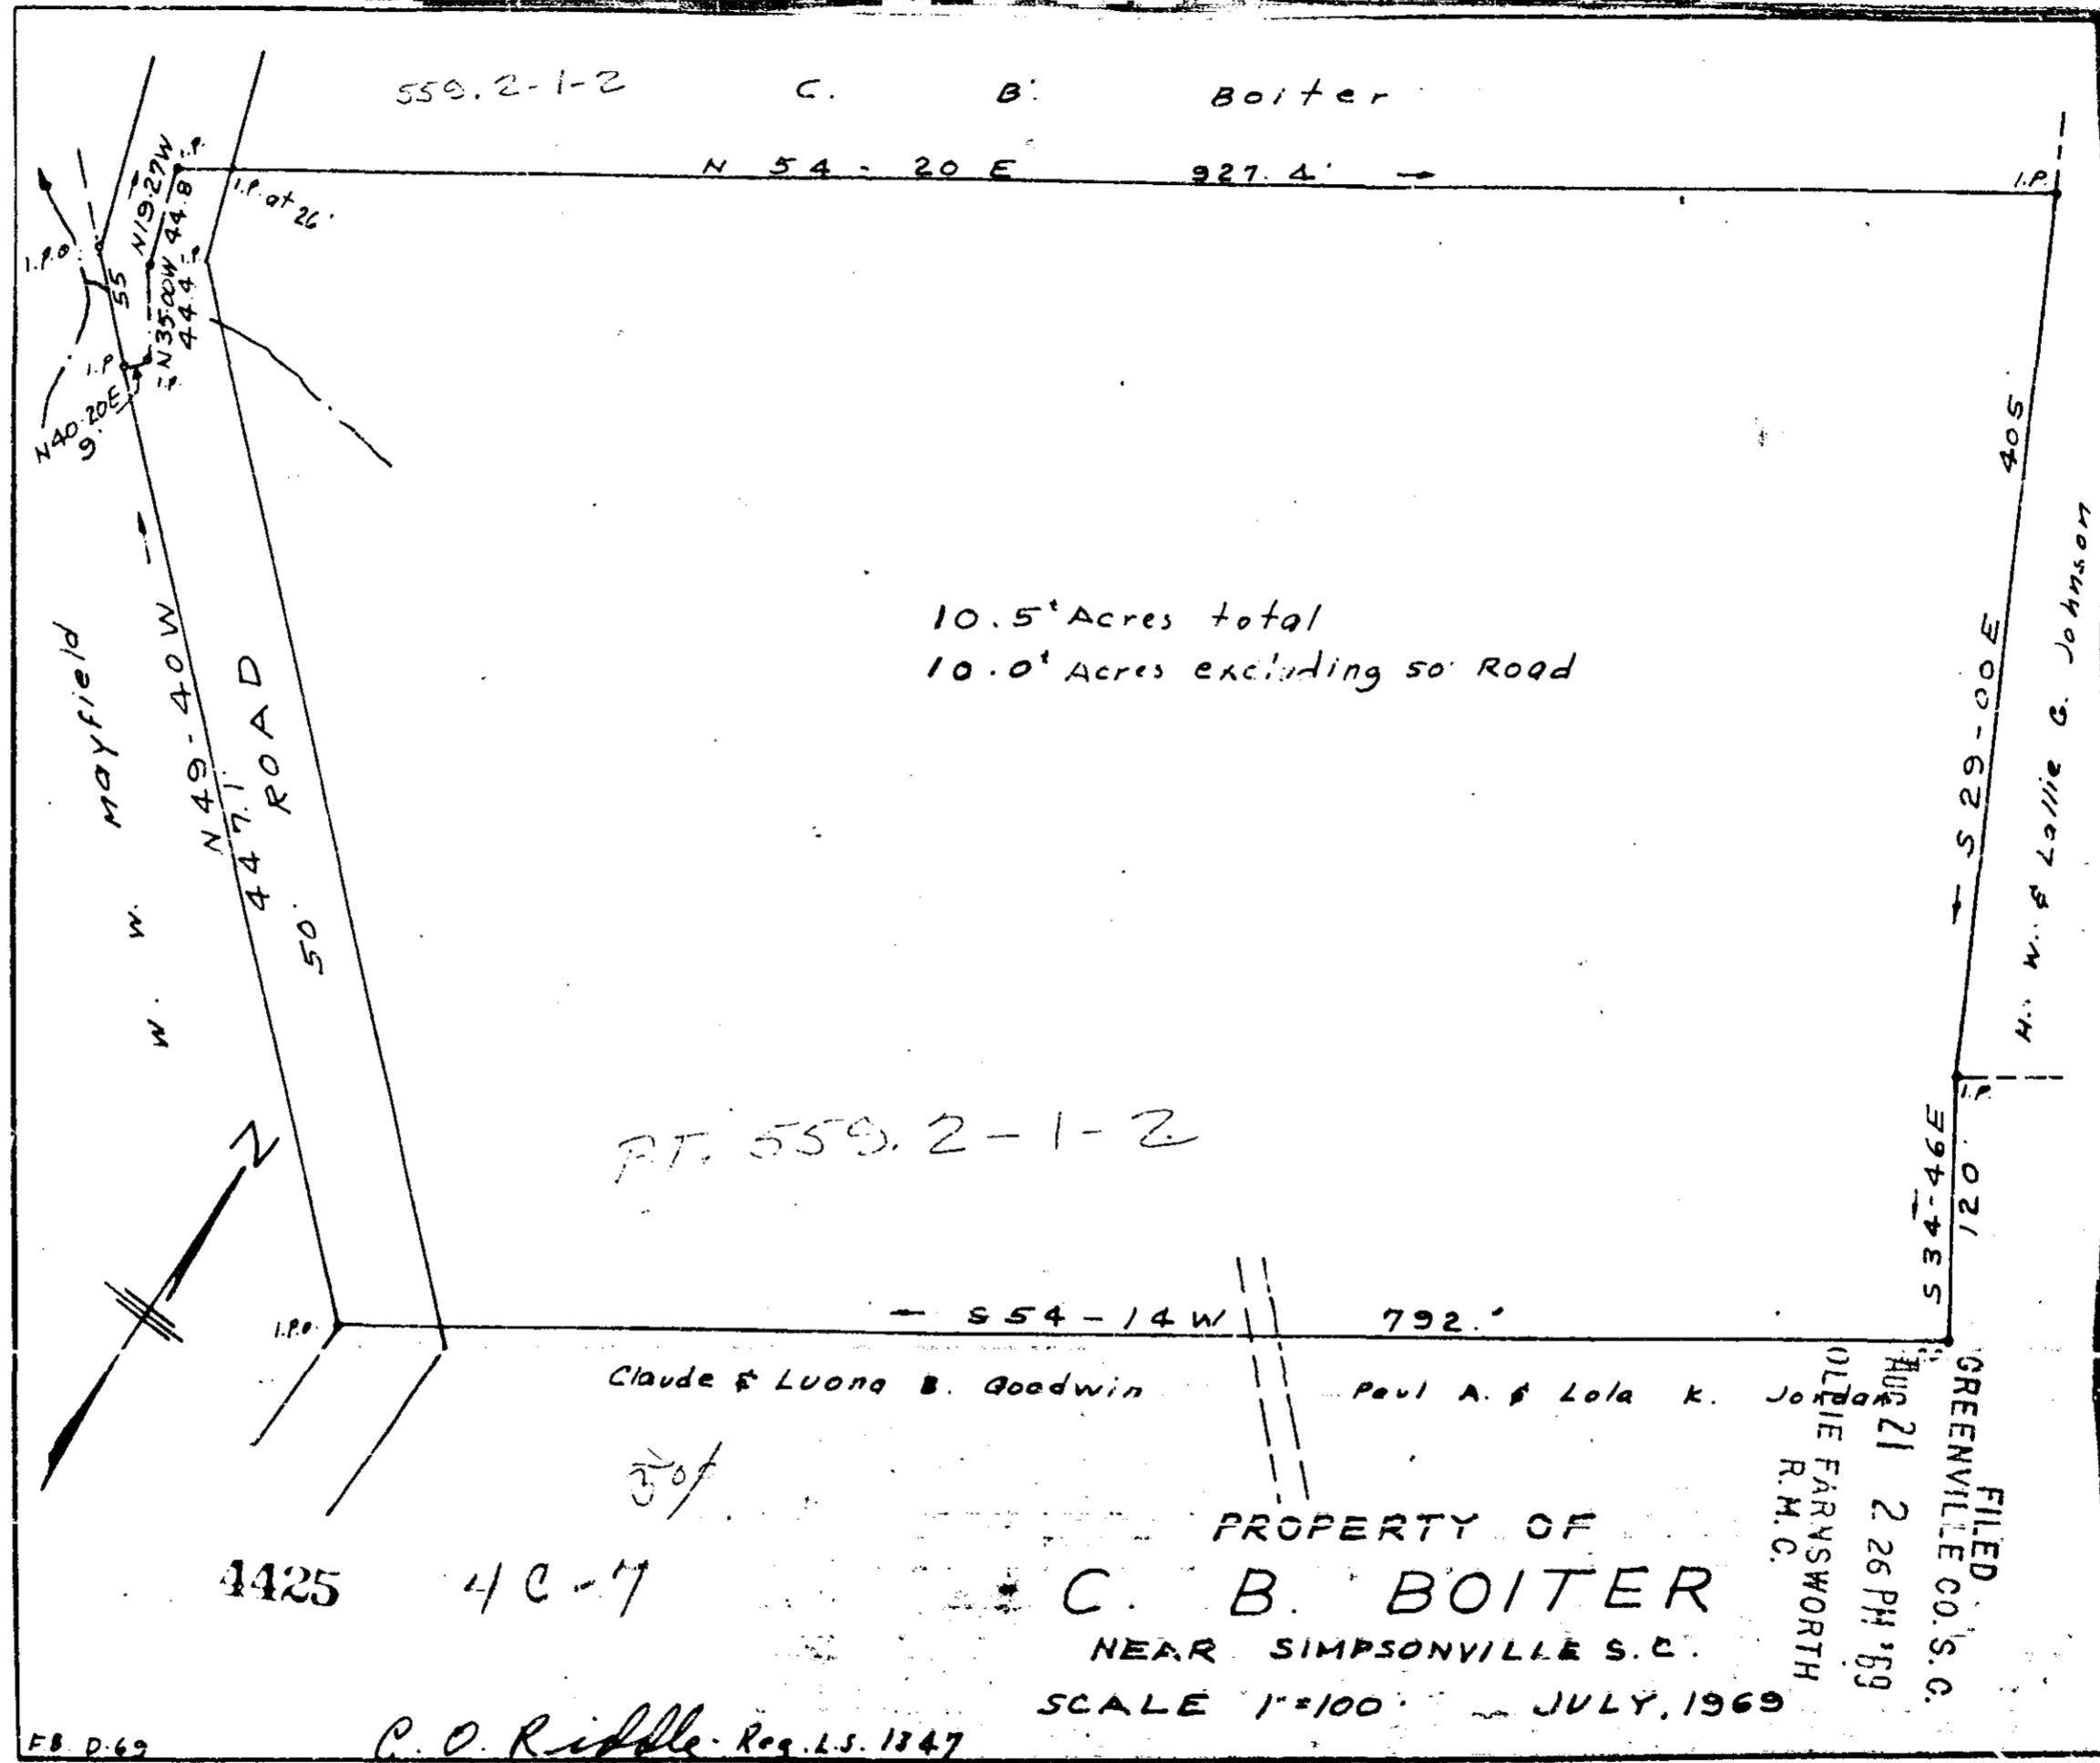 559.2-1-2 C. B. Boiter
N 54 - 20 E 927.4'
I.P.
I.P. at 26'
I.P.
I.P.O
N19-27W
44.8
55
N35-00W
44.4
I.P.
I.P.
N40-20E
9.
I.P.
W. W. Mayfield
N 49 - 40 W
447.1'
50' ROAD
10.5± Acres total
10.0± Acres excluding 50' Road
405
S 29 - 00 E
H. W. & Lallie G. Johnson
I.P.
S 34 - 46 E
120.
PT. 559.2-1-2
N
I.P.O.
S 54 - 14 W 792.'
Claude & Luona B. Goodwin
Paul A. & Lola K. Jordan
FILED
GREENVILLE CO. S. C.
AUG 21 2 26 PM '69
OLLIE FARNSWORTH
R. M. C.
4425 4C-7
PROPERTY OF
C. B. BOITER
NEAR SIMPSONVILLE S. C.
SCALE 1"=100' JULY, 1969
F.B. D-69
C. O. Riddle Reg. L.S. 1347